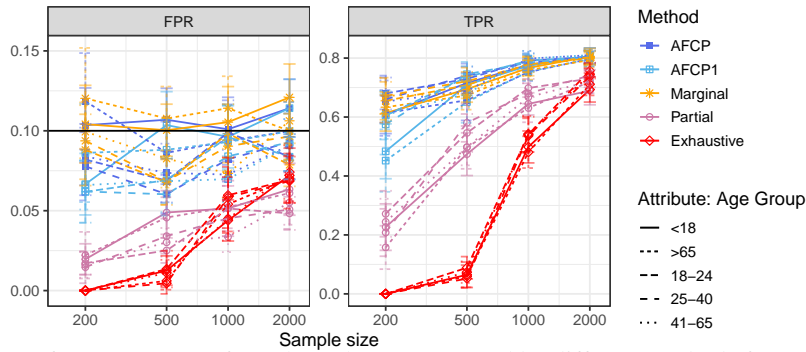 FPR
TPR
0.15
0.10
0.05
0.00
0.8
0.6
0.4
0.2
0.0
200
500
1000
2000
200
500
1000
2000
Sample size
Method
AFCP
AFCP1
Marginal
Partial
Exhaustive
Attribute: Age Group
<18
>65
18−24
25−40
41−65